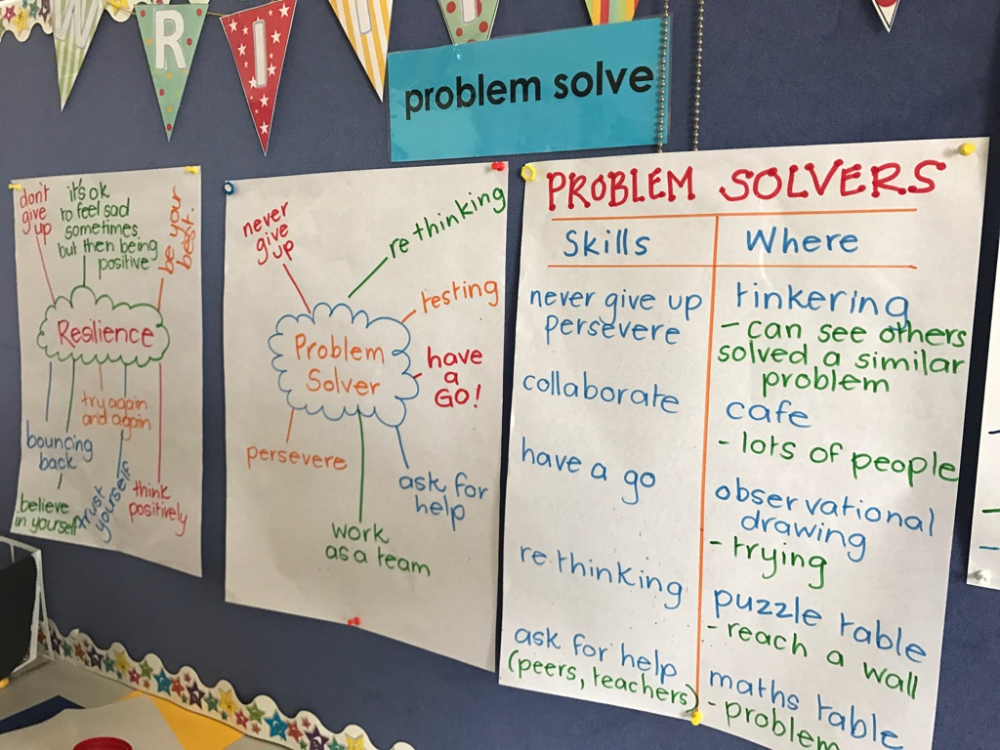 W R I
problem solve
don't
give
up
it's ok
to feel sad
sometimes
but then being
positive
be your
best.
Resilience
try again
and again
bouncing
back
believe
in yourself
trust
yourself
think
positively
never
give
up
re thinking
testing
Problem
Solver
have
a
GO!
persevere
ask for
help
work
as a team
PROBLEM SOLVERS
Skills
never give up
persevere
collaborate
have a go
re thinking
ask for help
(peers, teachers)
Where
tinkering
- can see others
solved a similar
problem
cafe
- lots of people
observational
drawing
- trying
puzzle table
- reach a wall
maths table
- problem